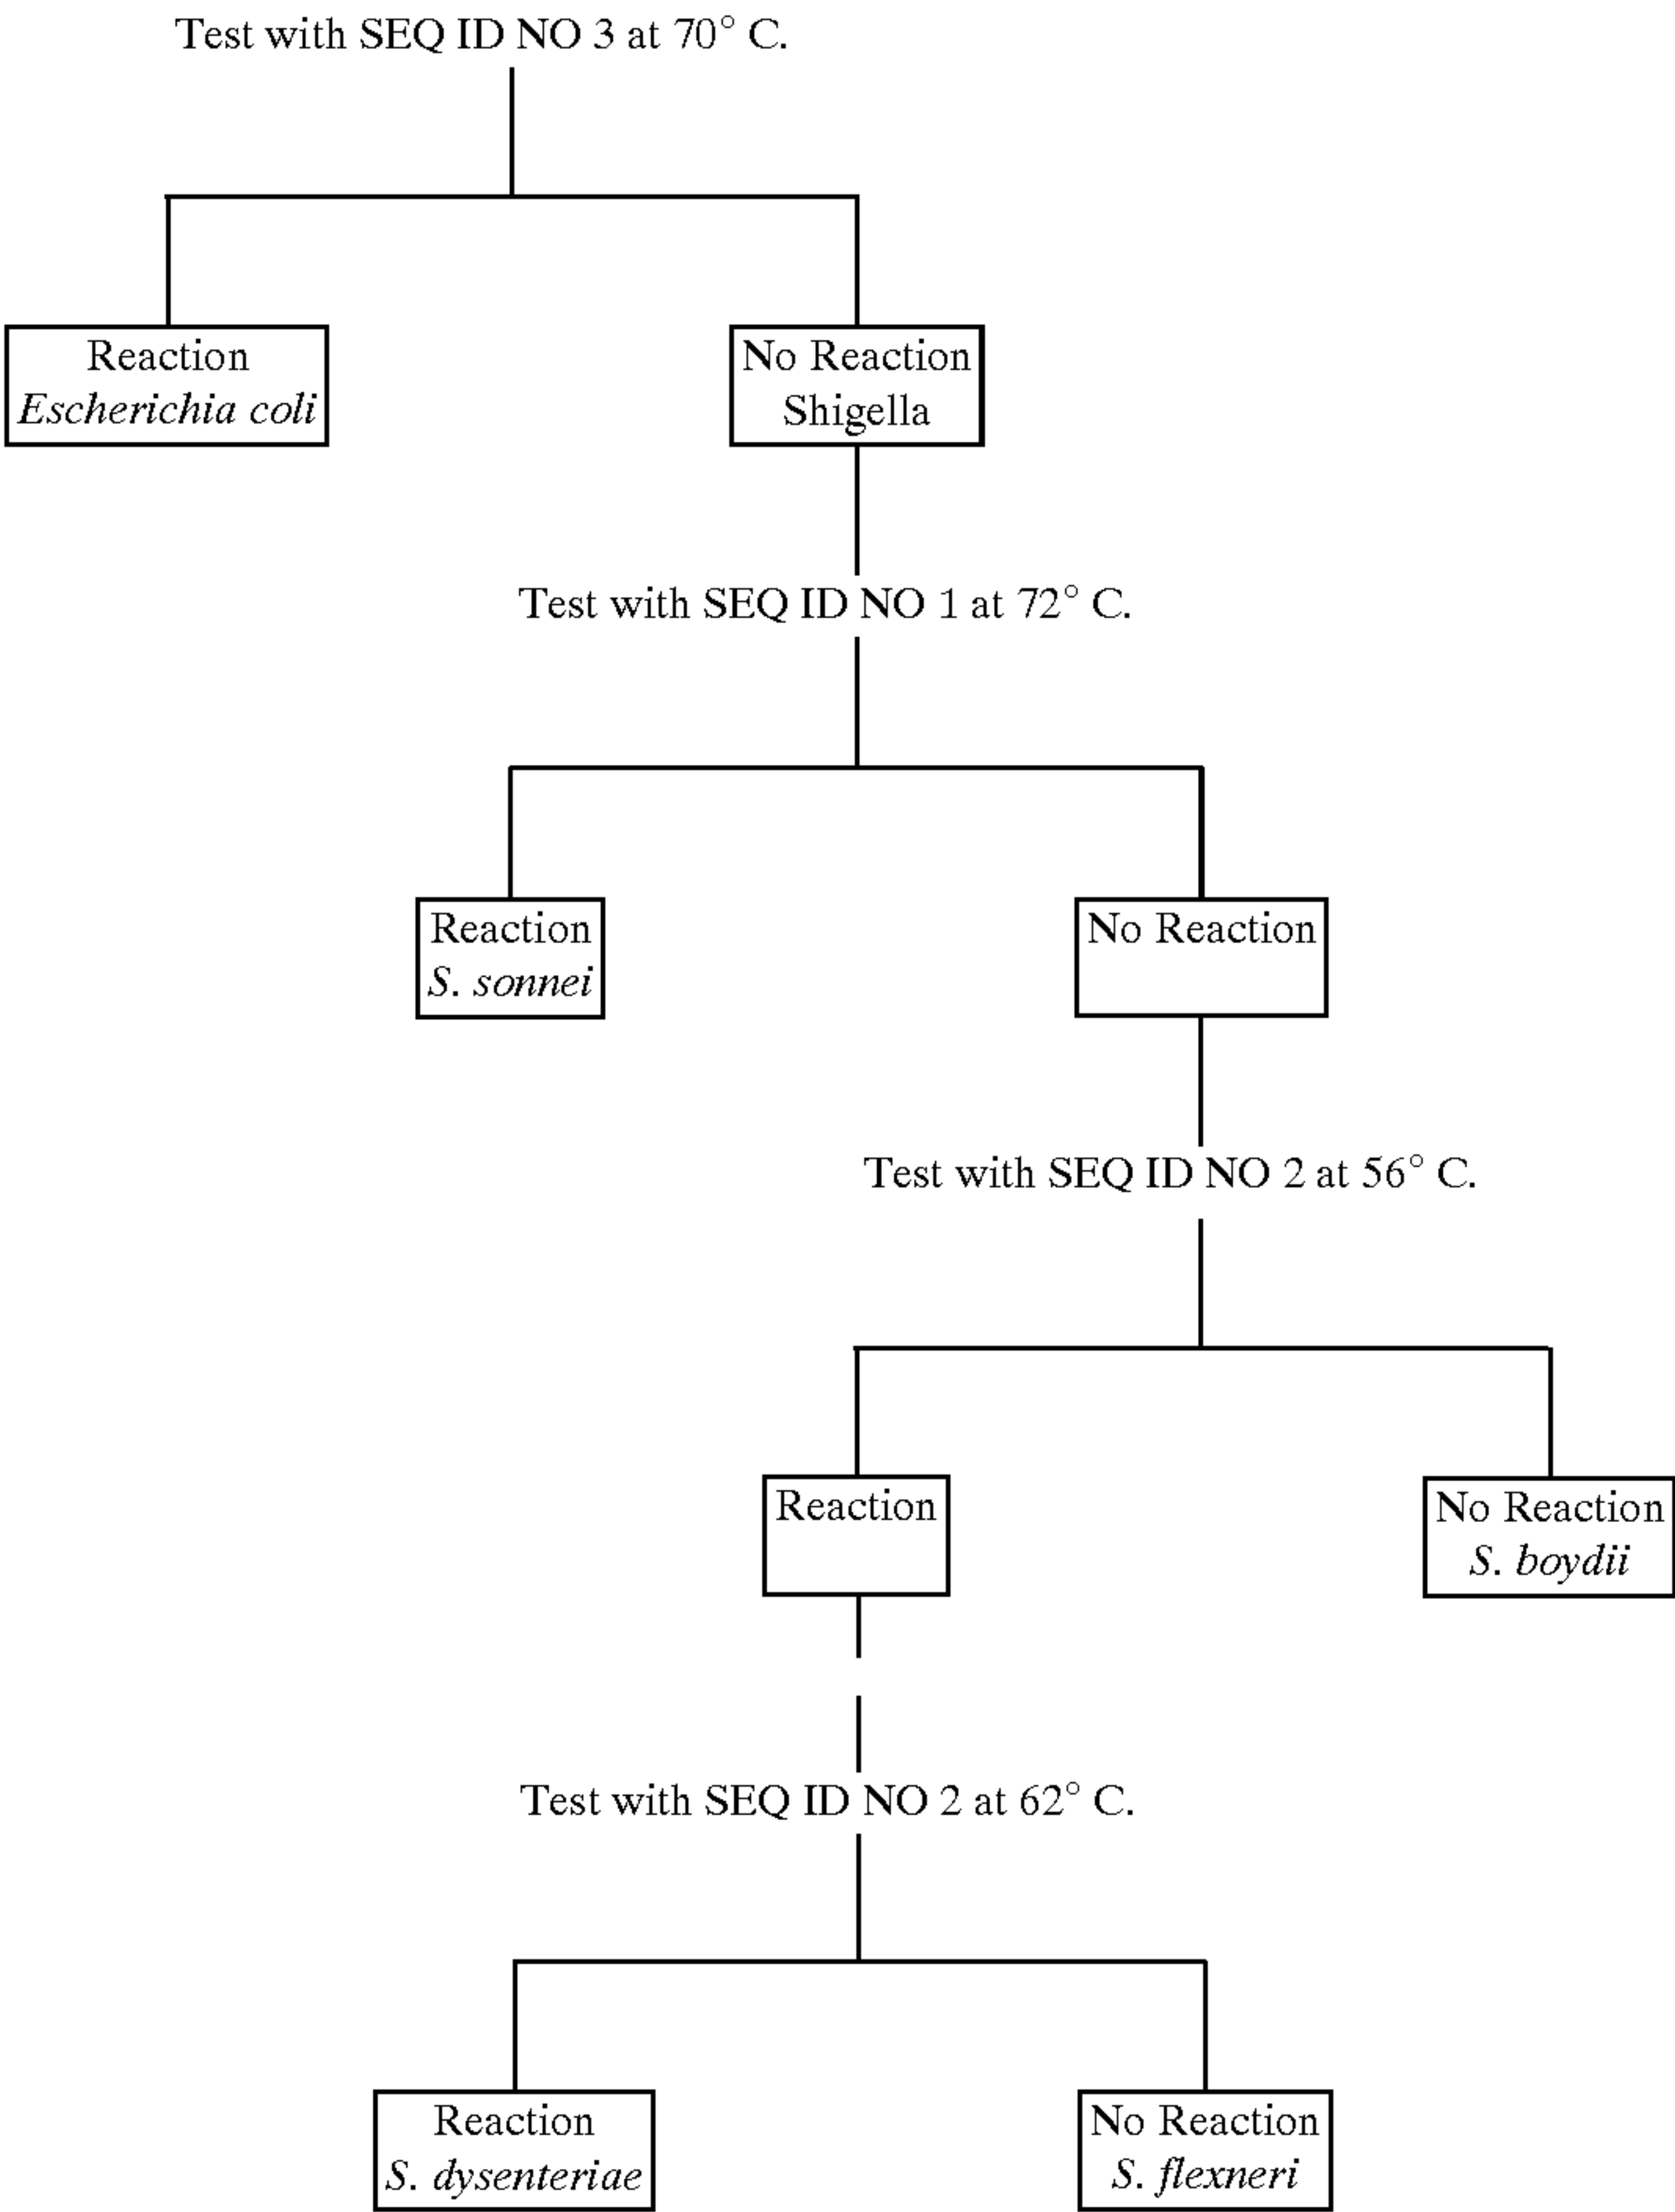 Test with SEQ ID NO 3 at 70° C.
Reaction
Escherichia coli
No Reaction
Shigella
Test with SEQ ID NO 1 at 72° C.
Reaction
S. sonnei
No Reaction
Test with SEQ ID NO 2 at 56° C.
Reaction
No Reaction
S. boydii
Test with SEQ ID NO 2 at 62° C.
Reaction
S. dysenteriae
No Reaction
S. flexneri